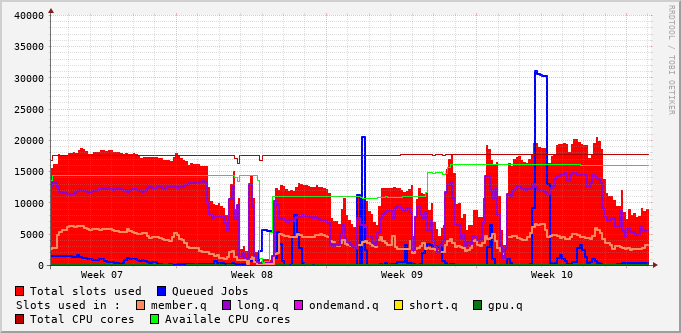 40000
35000
30000
25000
20000
15000
10000
5000
0
Week 07 Week 08 Week 09 Week 10
Total slots used Queued Jobs
Slots used in : member.q long.q ondemand.q short.q gpu.q
Total CPU cores Availale CPU cores
RRDTOOL / TOBI OETIKER